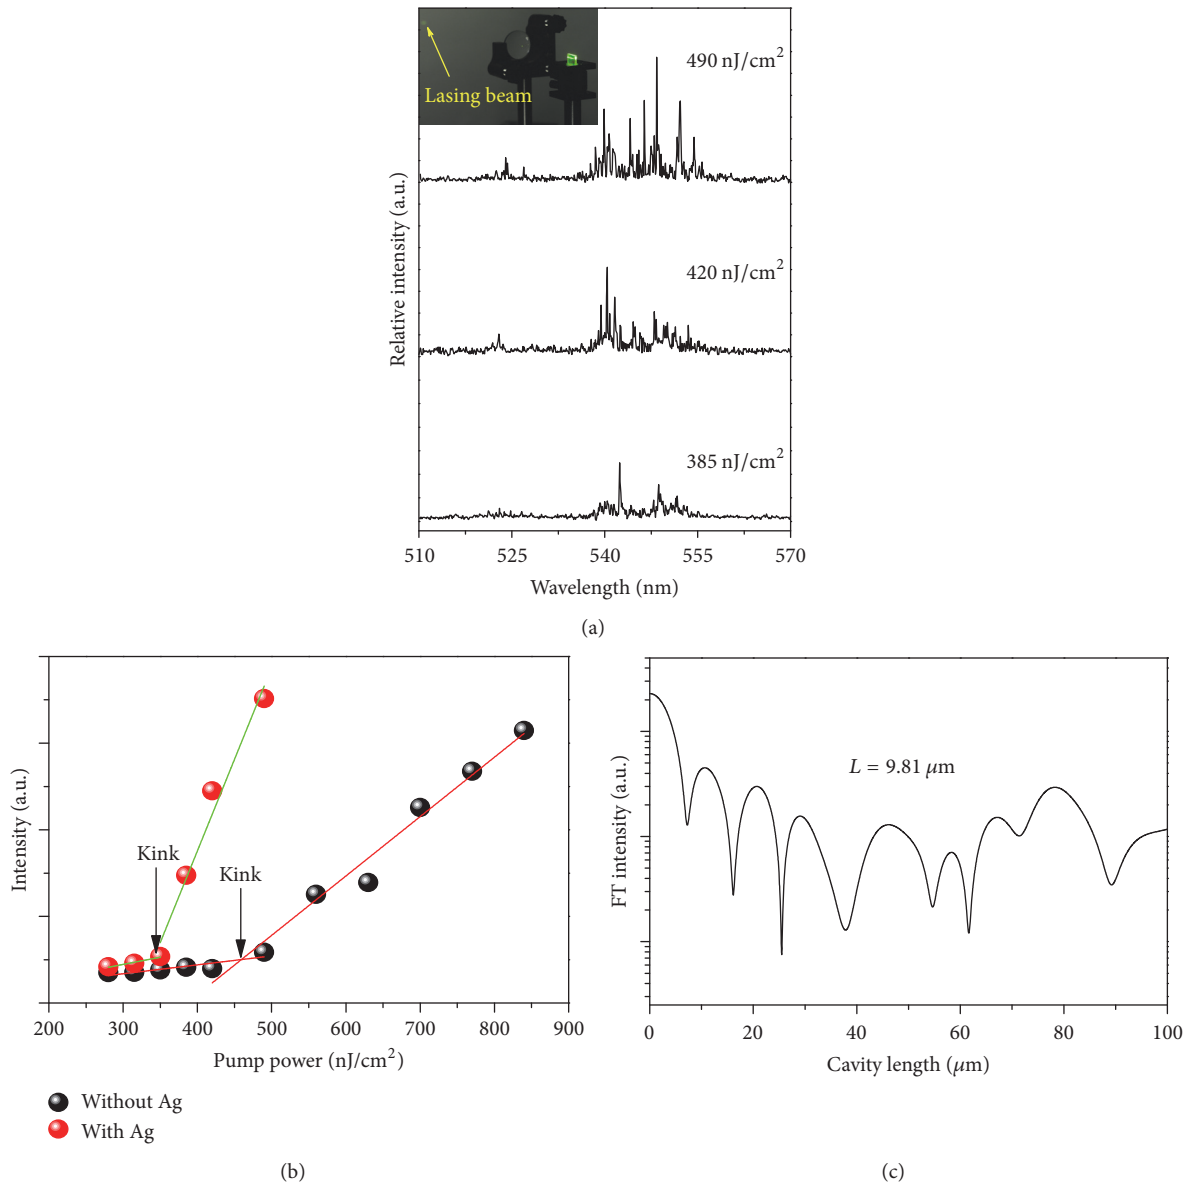 Lasing beam
490 nJ/cm²
420 nJ/cm²
385 nJ/cm²
Relative intensity (a.u.)
510 525 540 555 570
Wavelength (nm)
(a)
Intensity (a.u.)
Kink
Kink
200 300 400 500 600 700 800 900
Pump power (nJ/cm²)
Without Ag
With Ag
(b)
FT intensity (a.u.)
L = 9.81 μm
0 20 40 60 80 100
Cavity length (μm)
(c)